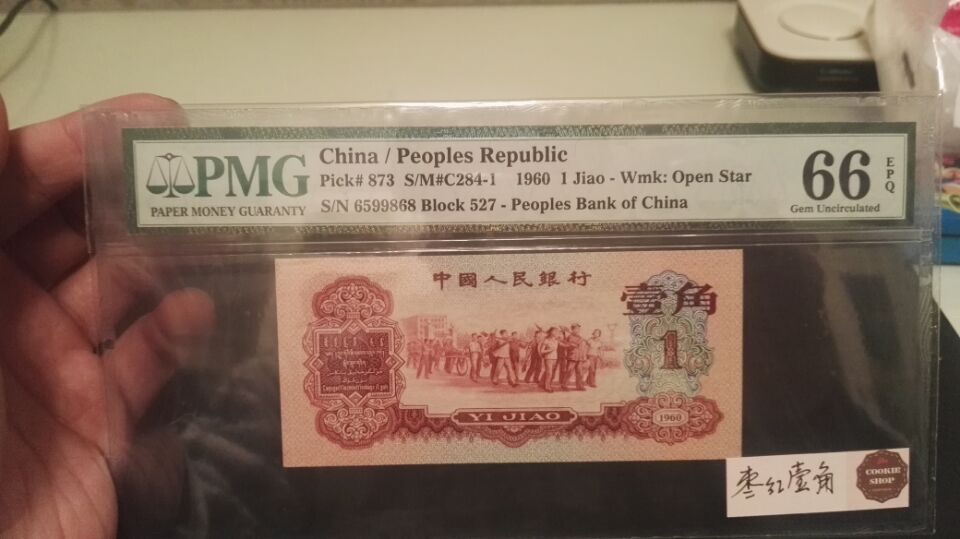 PMG
PAPER MONEY GUARANTY
China / Peoples Republic
Pick# 873 S/M#C284-1 1960 1 Jiao - Wmk: Open Star
S/N 6599868 Block 527 - Peoples Bank of China
66
EPQ
Gem Uncirculated
中國人民銀行
壹角
1
YI JIAO
1960
枣红壹角
COOKIE
SHOP